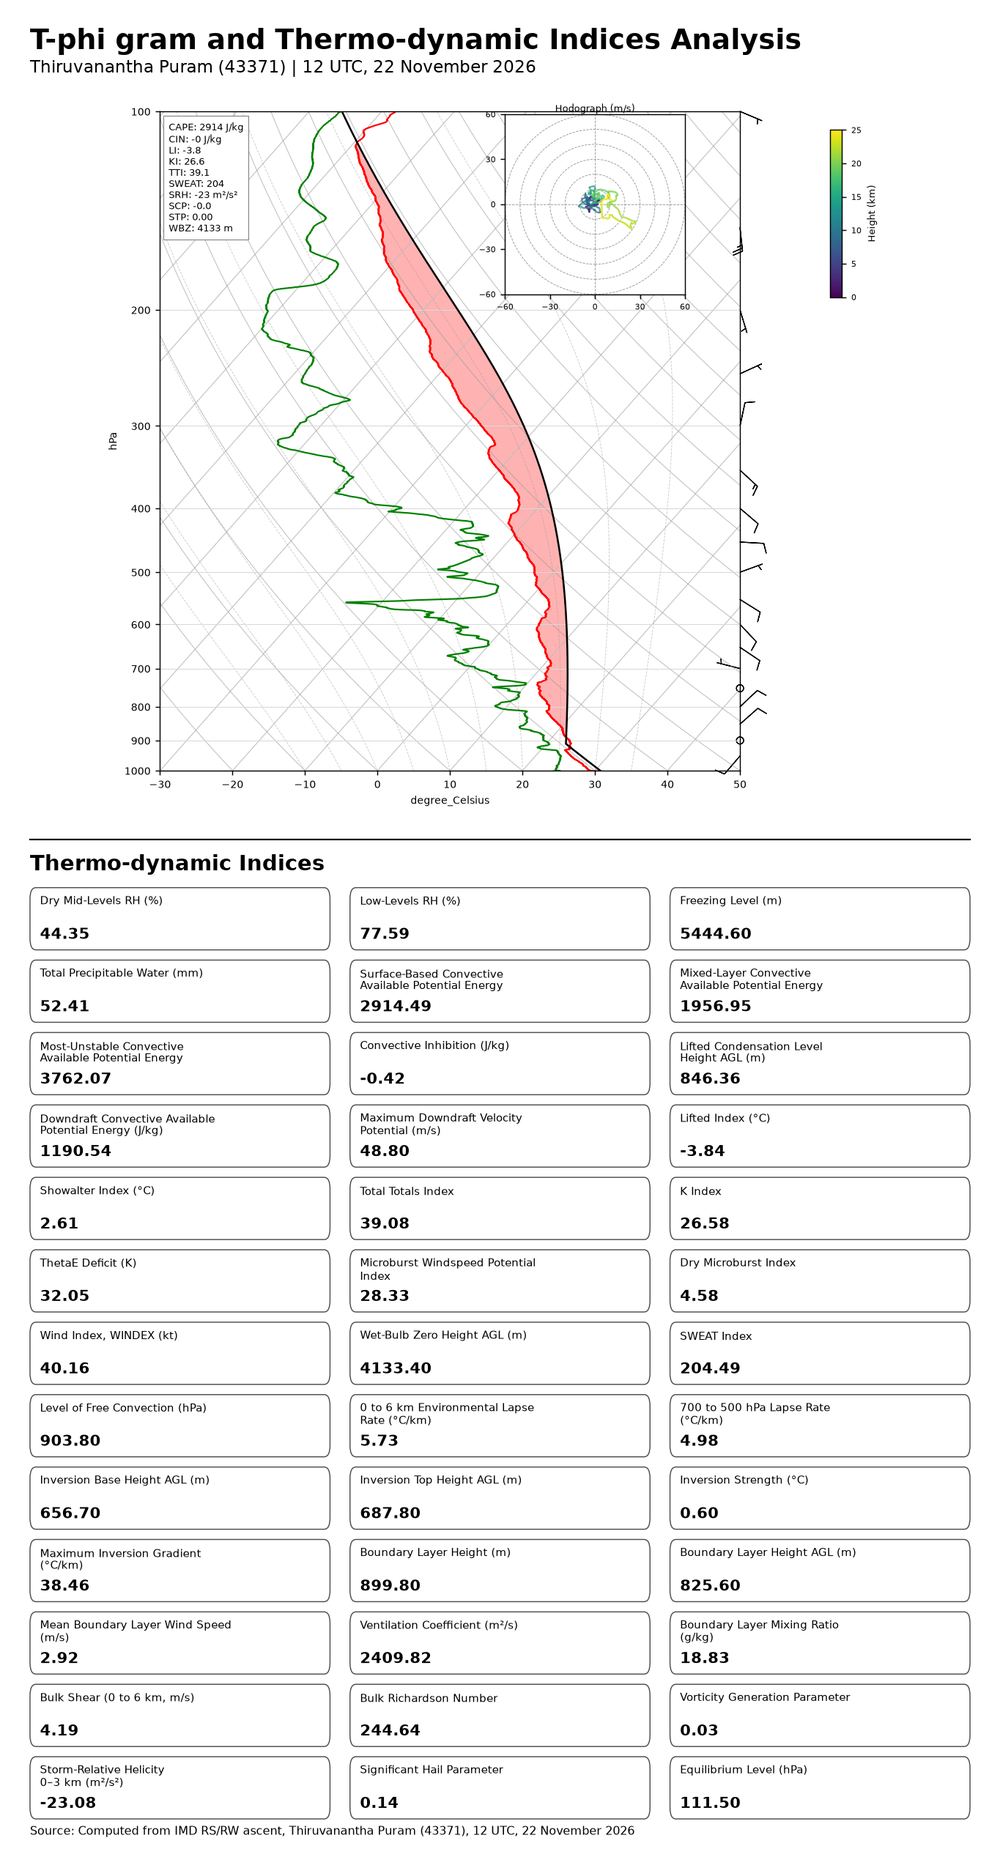 T-phi gram and Thermo-dynamic Indices Analysis
Thiruvanantha Puram (43371) | 12 UTC, 22 November 2026
Hodograph (m/s)
CAPE: 2914 J/kg
CIN: -0 J/kg
LI: -3.8
KI: 26.6
TTI: 39.1
SWEAT: 204
SRH: -23 m²/s²
SCP: -0.0
STP: 0.00
WBZ: 4133 m
60
30
0
−30
−60
−60 −30 0 30 60
25
20
15
10
5
0
Height (km)
100
200
300
400
500
600
700
800
900
1000
hPa
−30 −20 −10 0 10 20 30 40 50
degree_Celsius
Thermo-dynamic Indices
Dry Mid-Levels RH (%)
44.35
Low-Levels RH (%)
77.59
Freezing Level (m)
5444.60
Total Precipitable Water (mm)
52.41
Surface-Based Convective
Available Potential Energy
2914.49
Mixed-Layer Convective
Available Potential Energy
1956.95
Most-Unstable Convective
Available Potential Energy
3762.07
Convective Inhibition (J/kg)
-0.42
Lifted Condensation Level
Height AGL (m)
846.36
Downdraft Convective Available
Potential Energy (J/kg)
1190.54
Maximum Downdraft Velocity
Potential (m/s)
48.80
Lifted Index (°C)
-3.84
Showalter Index (°C)
2.61
Total Totals Index
39.08
K Index
26.58
ThetaE Deficit (K)
32.05
Microburst Windspeed Potential
Index
28.33
Dry Microburst Index
4.58
Wind Index, WINDEX (kt)
40.16
Wet-Bulb Zero Height AGL (m)
4133.40
SWEAT Index
204.49
Level of Free Convection (hPa)
903.80
0 to 6 km Environmental Lapse
Rate (°C/km)
5.73
700 to 500 hPa Lapse Rate
(°C/km)
4.98
Inversion Base Height AGL (m)
656.70
Inversion Top Height AGL (m)
687.80
Inversion Strength (°C)
0.60
Maximum Inversion Gradient
(°C/km)
38.46
Boundary Layer Height (m)
899.80
Boundary Layer Height AGL (m)
825.60
Mean Boundary Layer Wind Speed
(m/s)
2.92
Ventilation Coefficient (m²/s)
2409.82
Boundary Layer Mixing Ratio
(g/kg)
18.83
Bulk Shear (0 to 6 km, m/s)
4.19
Bulk Richardson Number
244.64
Vorticity Generation Parameter
0.03
Storm-Relative Helicity
0–3 km (m²/s²)
-23.08
Significant Hail Parameter
0.14
Equilibrium Level (hPa)
111.50
Source: Computed from IMD RS/RW ascent, Thiruvanantha Puram (43371), 12 UTC, 22 November 2026